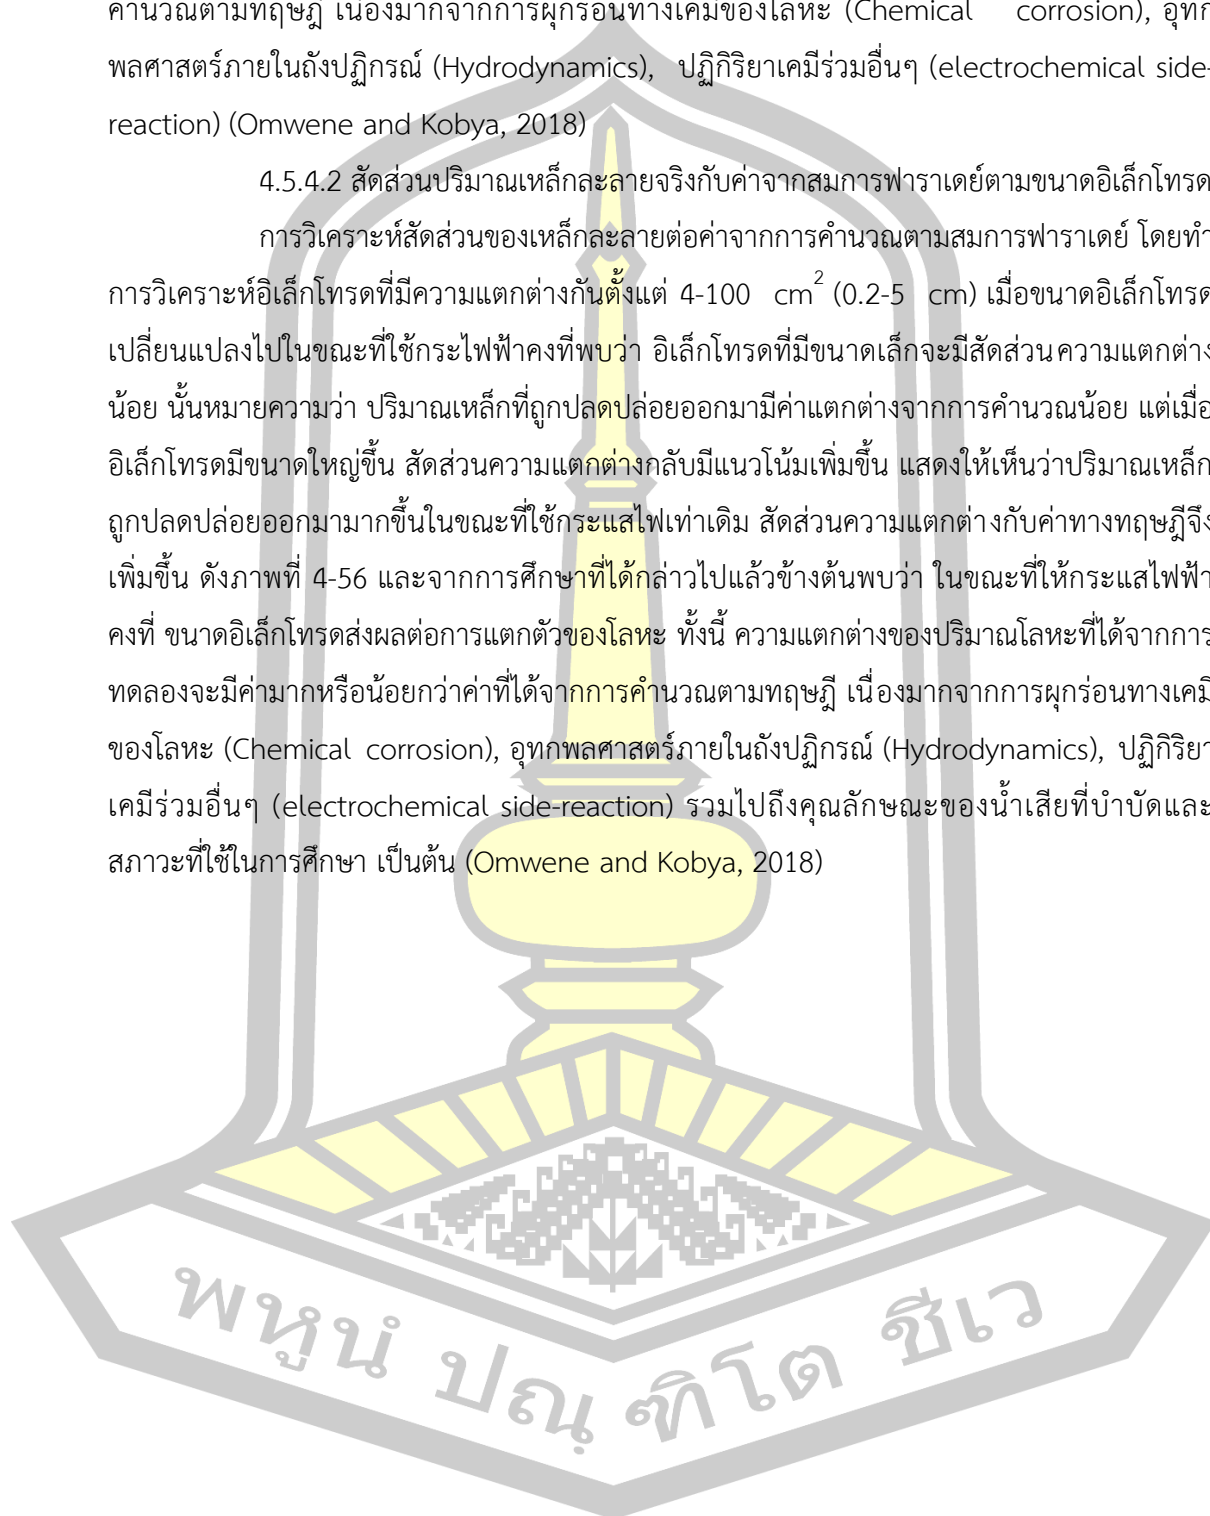 คำนวณตามทฤษฎี เนื่องมากจากการผุกร่อนทางเคมีของโลหะ (Chemical corrosion), อุทก
พลศาสตร์ภายในถังปฏิกรณ์ (Hydrodynamics), ปฏิกิริยาเคมีร่วมอื่นๆ (electrochemical side-
reaction) (Omwene and Kobya, 2018)
4.5.4.2 สัดส่วนปริมาณเหล็กละลายจริงกับค่าจากสมการฟาราเดย์ตามขนาดอิเล็กโทรด
การวิเคราะห์สัดส่วนของเหล็กละลายต่อค่าจากการคำนวณตามสมการฟาราเดย์ โดยทำ
การวิเคราะห์อิเล็กโทรดที่มีความแตกต่างกันตั้งแต่ 4-100 cm² (0.2-5 cm) เมื่อขนาดอิเล็กโทรด
เปลี่ยนแปลงไปในขณะที่ใช้กระไฟฟ้าคงที่พบว่า อิเล็กโทรดที่มีขนาดเล็กจะมีสัดส่วนความแตกต่าง
น้อย นั้นหมายความว่า ปริมาณเหล็กที่ถูกปลดปล่อยออกมามีค่าแตกต่างจากการคำนวณน้อย แต่เมื่อ
อิเล็กโทรดมีขนาดใหญ่ขึ้น สัดส่วนความแตกต่างกลับมีแนวโน้มเพิ่มขึ้น แสดงให้เห็นว่าปริมาณเหล็ก
ถูกปลดปล่อยออกมามากขึ้นในขณะที่ใช้กระแสไฟเท่าเดิม สัดส่วนความแตกต่างกับค่าทางทฤษฎีจึง
เพิ่มขึ้น ดังภาพที่ 4-56 และจากการศึกษาที่ได้กล่าวไปแล้วข้างต้นพบว่า ในขณะที่ให้กระแสไฟฟ้า
คงที่ ขนาดอิเล็กโทรดส่งผลต่อการแตกตัวของโลหะ ทั้งนี้ ความแตกต่างของปริมาณโลหะที่ได้จากการ
ทดลองจะมีค่ามากหรือน้อยกว่าค่าที่ได้จากการคำนวณตามทฤษฎี เนื่องมากจากการผุกร่อนทางเคมี
ของโลหะ (Chemical corrosion), อุทกพลศาสตร์ภายในถังปฏิกรณ์ (Hydrodynamics), ปฏิกิริยา
เคมีร่วมอื่นๆ (electrochemical side-reaction) รวมไปถึงคุณลักษณะของน้ำเสียที่บำบัดและ
สภาวะที่ใช้ในการศึกษา เป็นต้น (Omwene and Kobya, 2018)
พหูนํ ปณฺฑิโต ชีเว